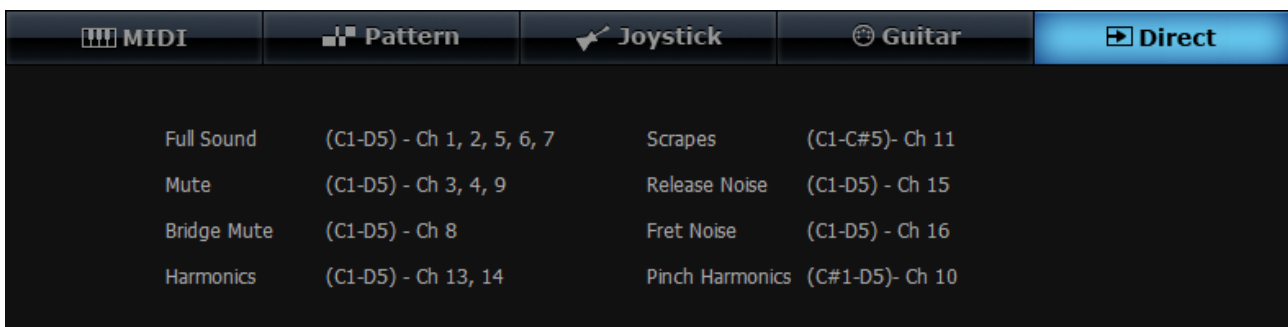 MIDI Pattern Joystick Guitar Direct
Full Sound (C1-D5) - Ch 1, 2, 5, 6, 7 Scrapes (C1-C#5)- Ch 11
Mute (C1-D5) - Ch 3, 4, 9 Release Noise (C1-D5) - Ch 15
Bridge Mute (C1-D5) - Ch 8 Fret Noise (C1-D5) - Ch 16
Harmonics (C1-D5) - Ch 13, 14 Pinch Harmonics (C#1-D5)- Ch 10